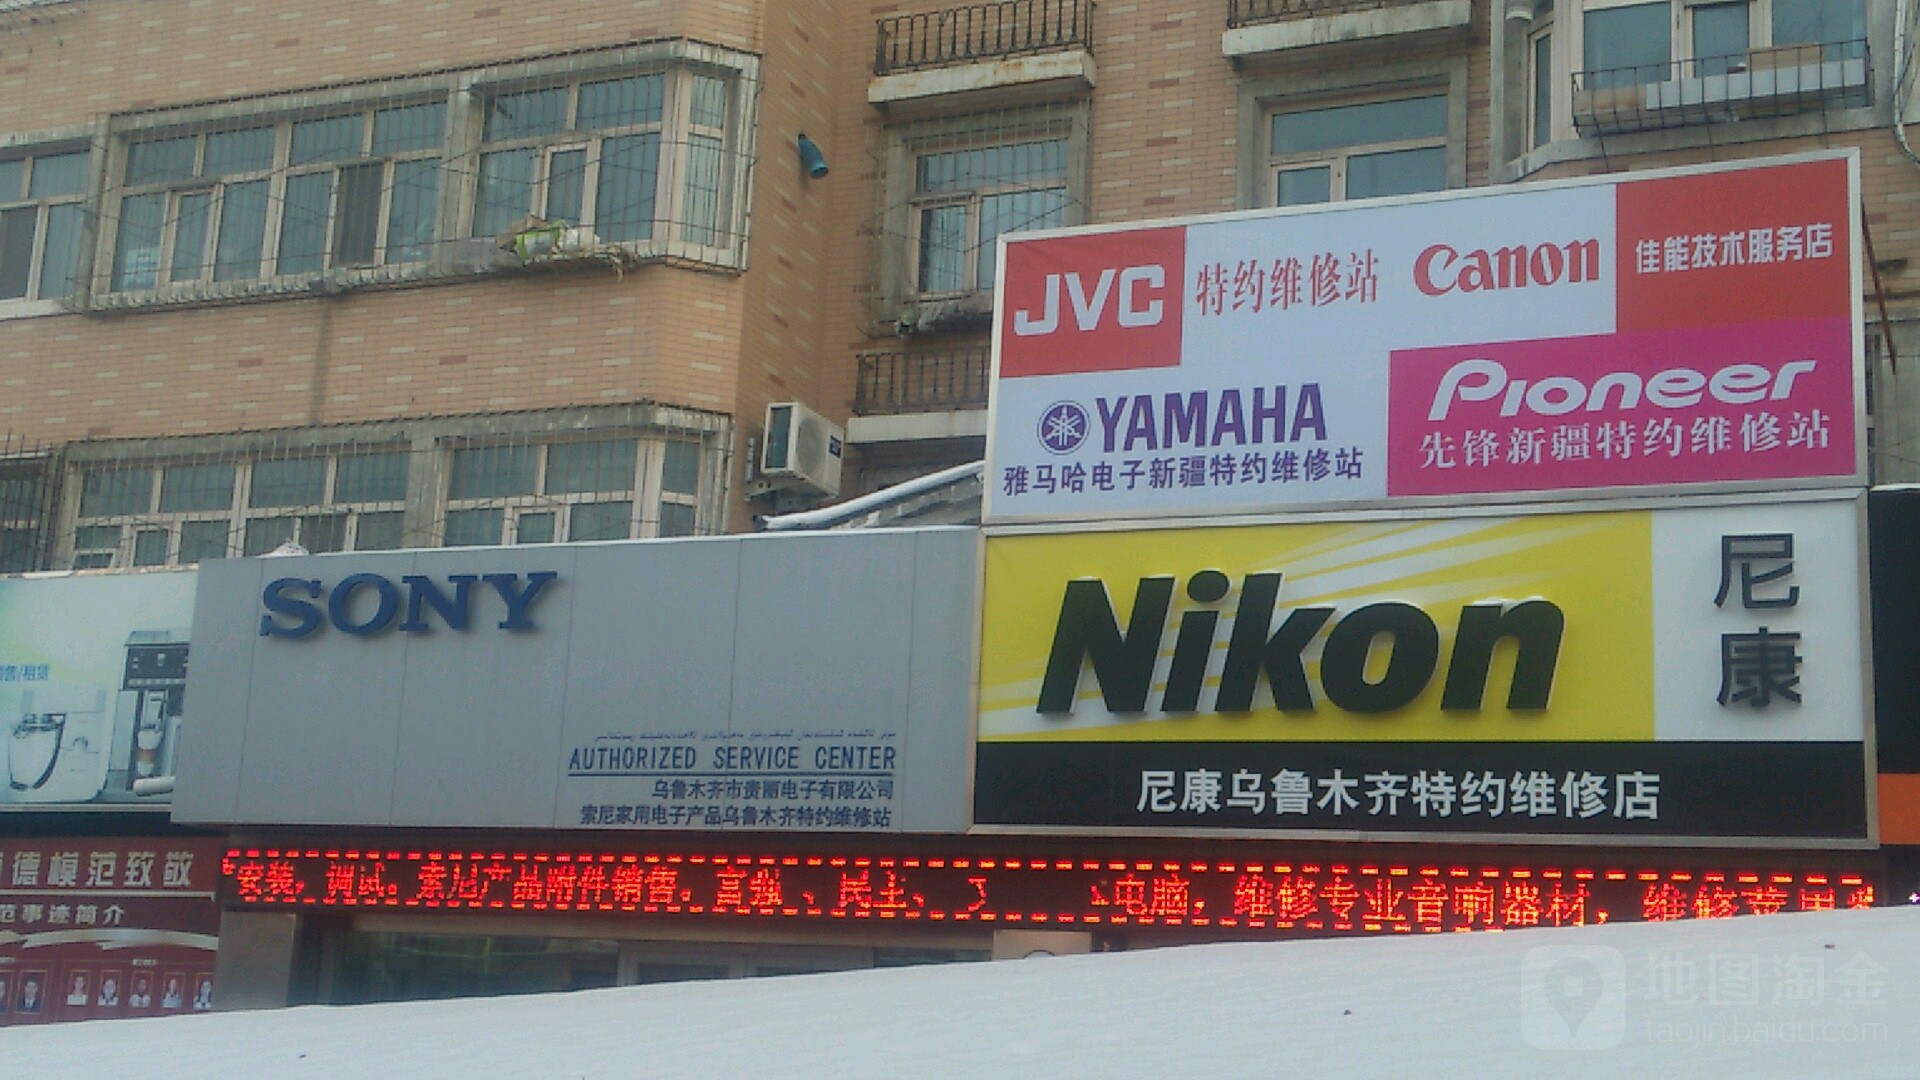 JVC 特约维修站
Canon 佳能技术服务店
YAMAHA
雅马哈电子新疆特约维修站
Pioneer
先锋新疆特约维修站
SONY
AUTHORIZED SERVICE CENTER
乌鲁木齐市贵丽电子有限公司
索尼家用电子产品乌鲁木齐特约维修站
Nikon
尼康
尼康乌鲁木齐特约维修店
售/租赁
安装，调试。索尼产品附件销售。
电脑，维修专业音响器材，维修
德模范致敬
范事迹简介
地图淘金
taojin.baidu.com